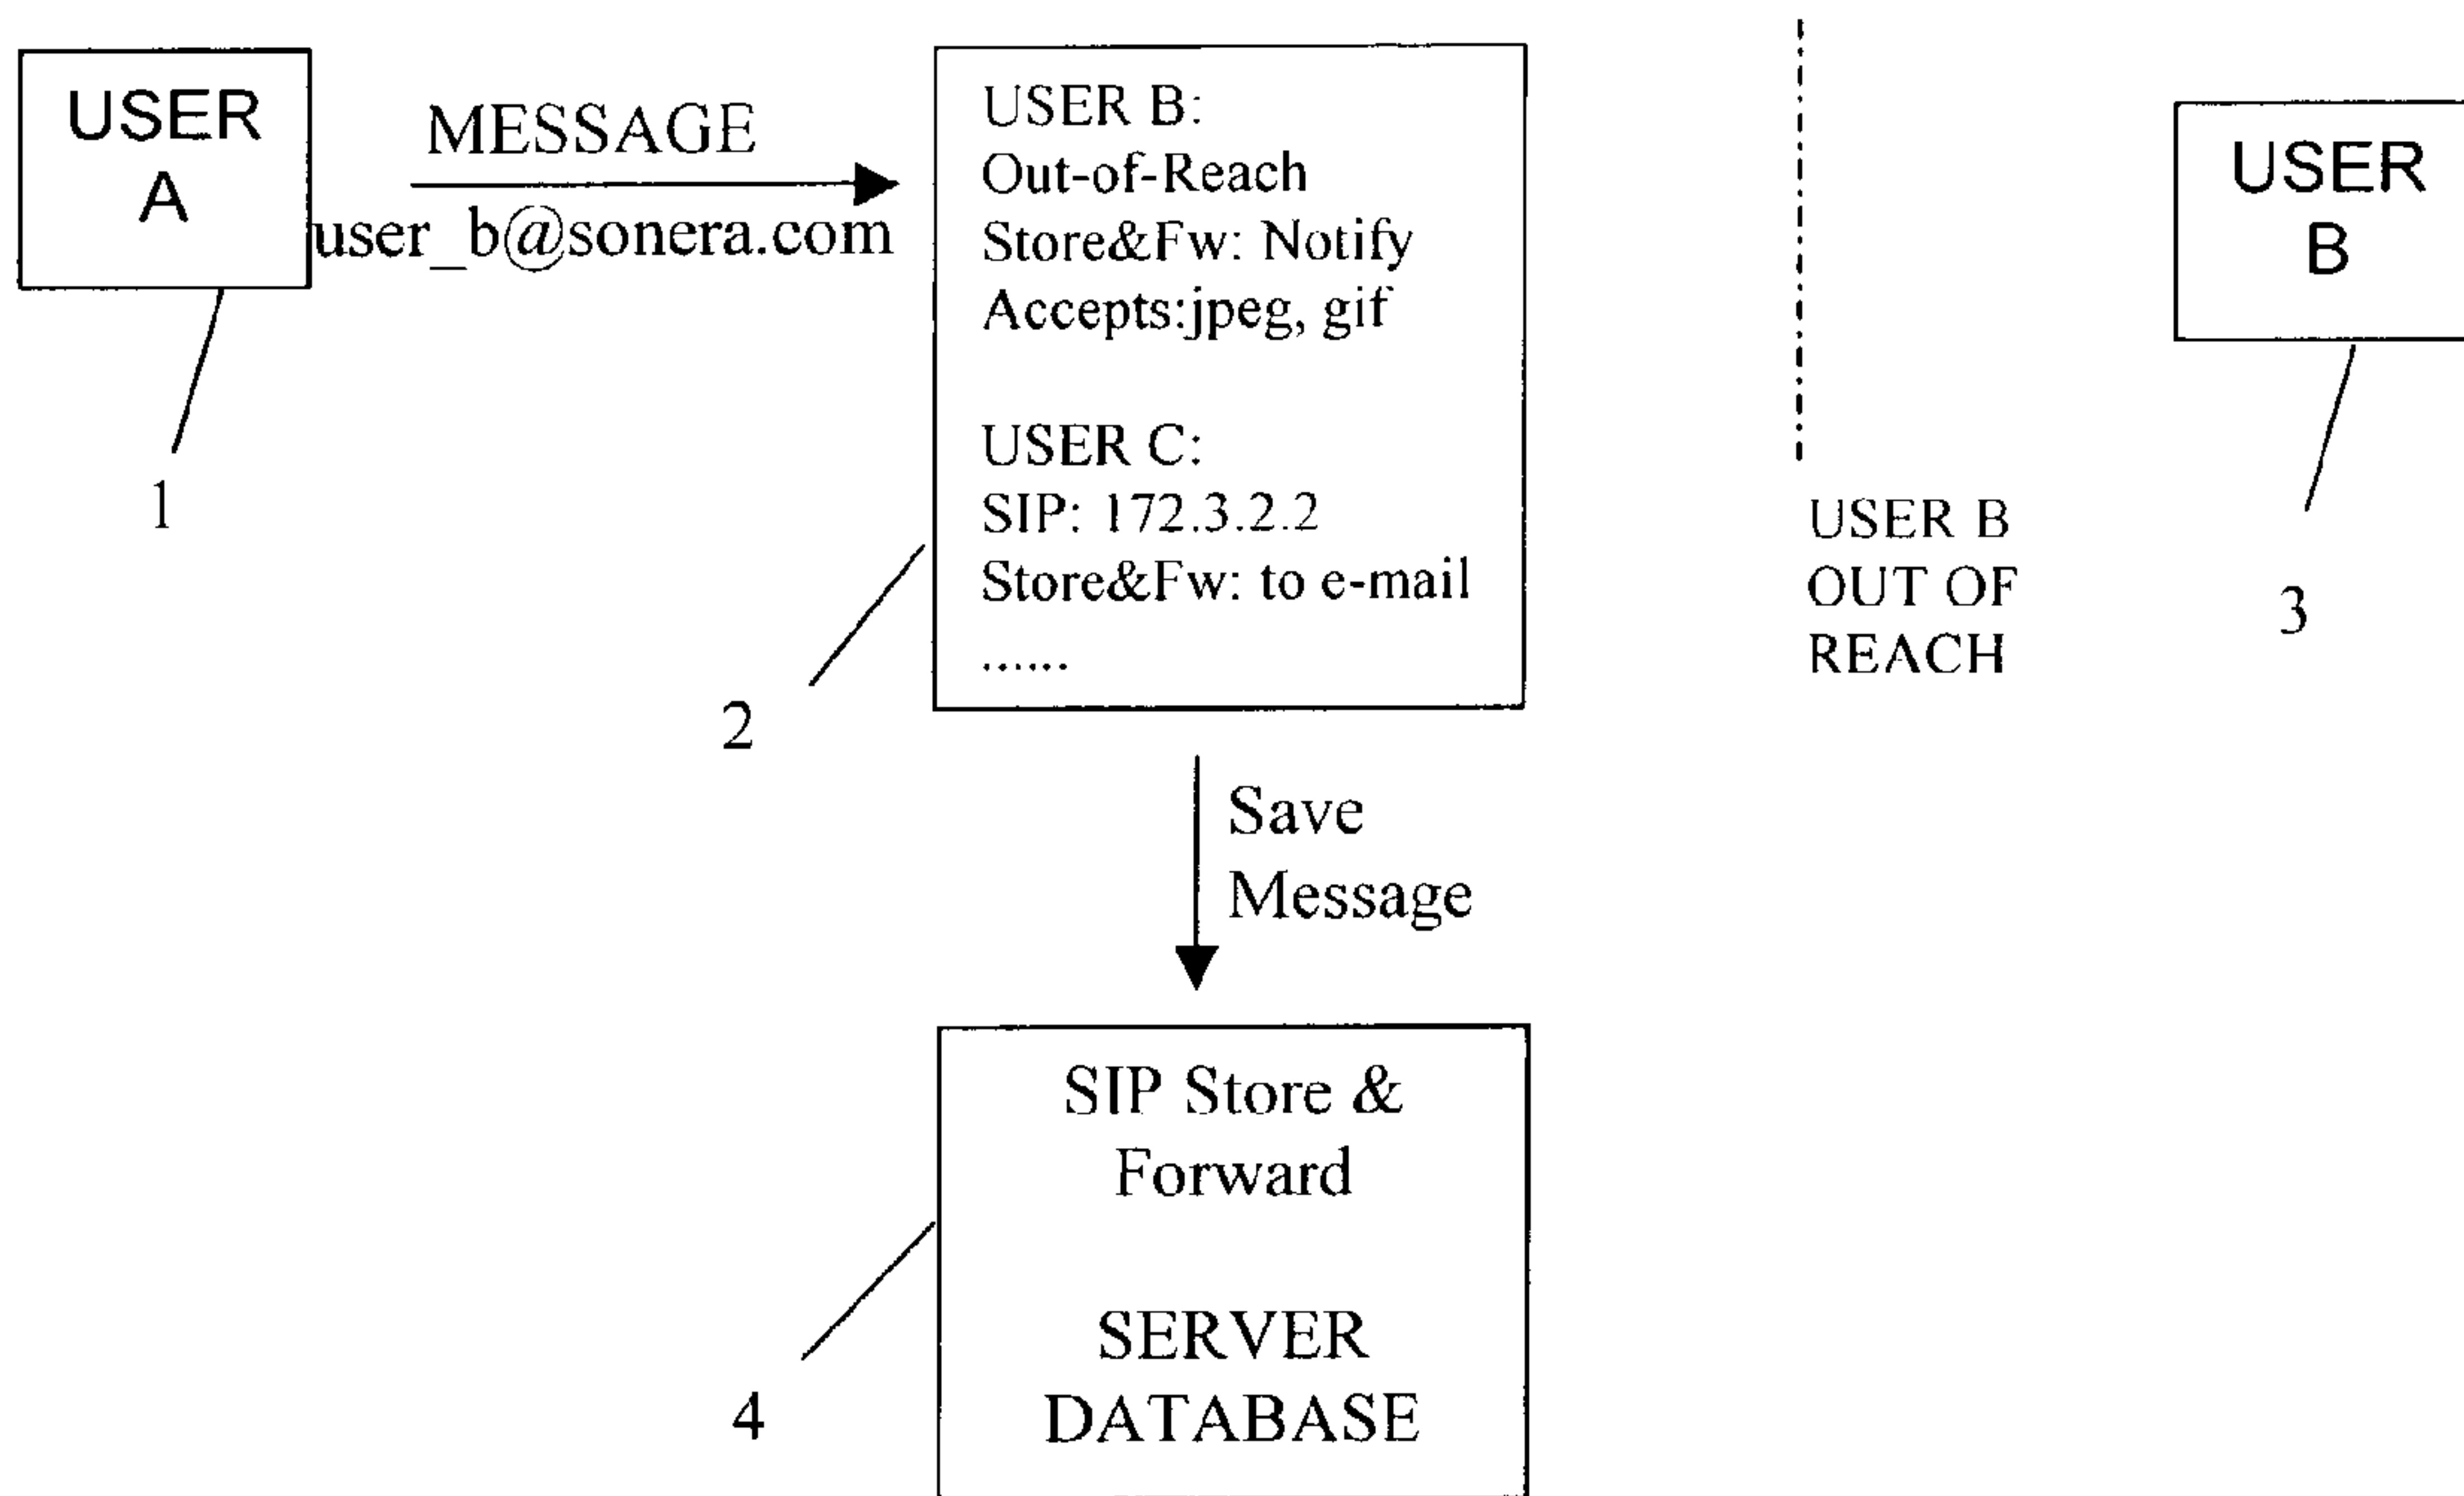 USER
A
1
MESSAGE
user_b@sonera.com
USER B:
Out-of-Reach
Store&Fw: Notify
Accepts:jpeg, gif
USER C:
SIP: 172.3.2.2
Store&Fw: to e-mail
......
2
USER B
OUT OF
REACH
USER
B
3
Save
Message
SIP Store &
Forward
SERVER
DATABASE
4